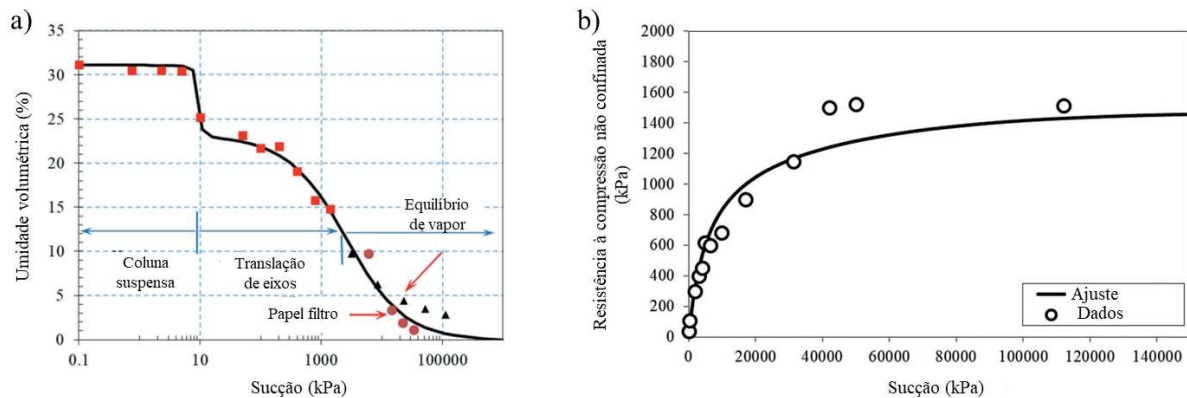 a)
35
30
25
20
15
10
5
0
Umidade volumétrica (%)
Coluna
suspensa
Translação
de eixos
Equilíbrio
de vapor
Papel filtro
0.1
10
1000
100000
Sucção (kPa)
b)
2000
1800
1600
1400
1200
1000
800
600
400
200
0
Resistência à compressão não confinada
(kPa)
Ajuste
Dados
0
20000
40000
60000
80000
100000
120000
140000
Sucção (kPa)